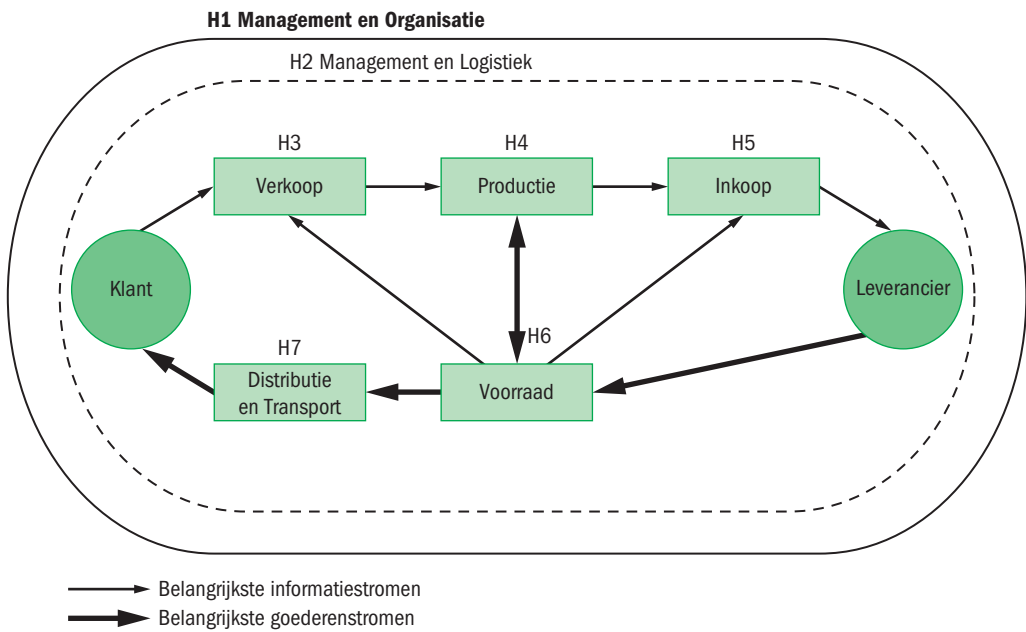 H1 Management en Organisatie
H2 Management en Logistiek
H3
H4
H5
Verkoop
Productie
Inkoop
Klant
Leverancier
H6
H7
Distributie
en Transport
Voorraad
Belangrijkste informatiestromen
Belangrijkste goederenstromen